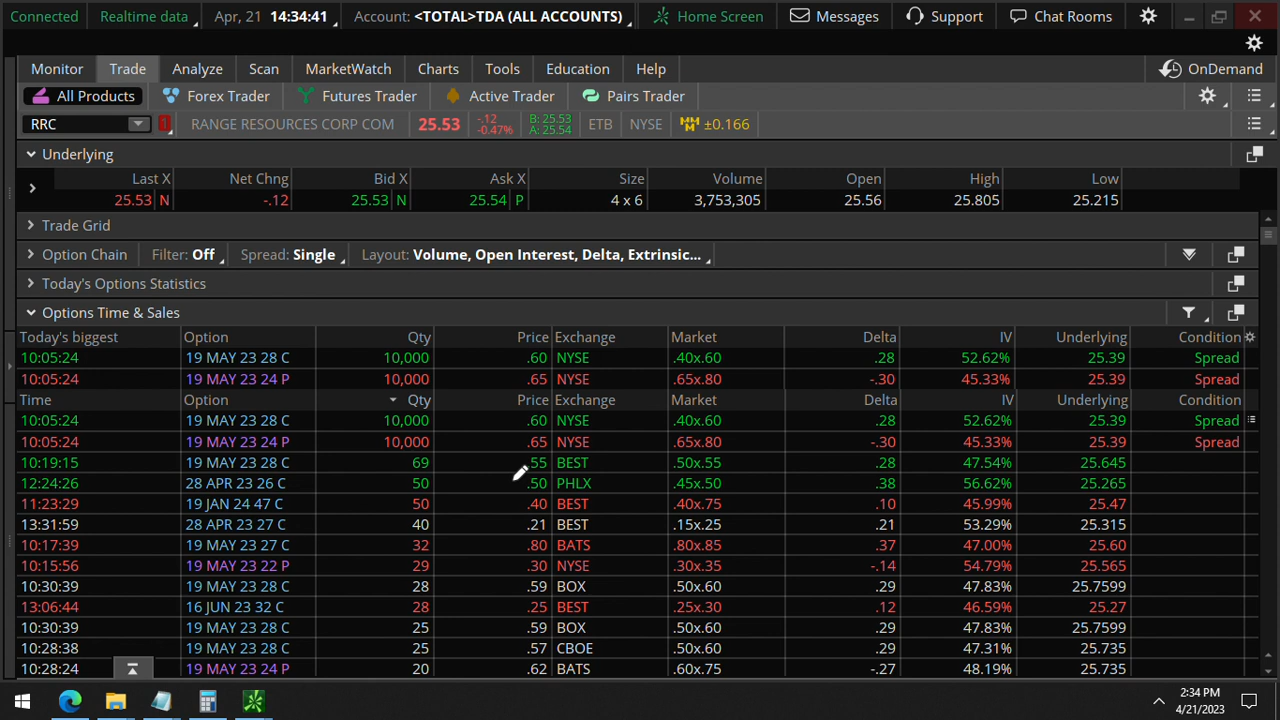 Connected Realtime data Apr, 21 14:34:41 Account: <TOTAL>TDA (ALL ACCOUNTS) Home Screen Messages Support Chat Rooms
Monitor Trade Analyze Scan MarketWatch Charts Tools Education Help OnDemand
All Products Forex Trader Futures Trader Active Trader Pairs Trader
RRC 1 RANGE RESOURCES CORP COM 25.53 -.12 -0.47% B: 25.53 A: 25.54 ETB NYSE ±0.166
Underlying
Last X Net Chng Bid X Ask X Size Volume Open High Low
25.53 N -.12 25.53 N 25.54 P 4 x 6 3,753,305 25.56 25.805 25.215
Trade Grid
Option Chain Filter: Off Spread: Single Layout: Volume, Open Interest, Delta, Extrinsic...
Today's Options Statistics
Options Time & Sales
Today's biggest Option Qty Price Exchange Market Delta IV Underlying Condition
10:05:24 19 MAY 23 28 C 10,000 .60 NYSE .40x.60 .28 52.62% 25.39 Spread
10:05:24 19 MAY 23 24 P 10,000 .65 NYSE .65x.80 -.30 45.33% 25.39 Spread
Time Option Qty Price Exchange Market Delta IV Underlying Condition
10:05:24 19 MAY 23 28 C 10,000 .60 NYSE .40x.60 .28 52.62% 25.39 Spread
10:05:24 19 MAY 23 24 P 10,000 .65 NYSE .65x.80 -.30 45.33% 25.39 Spread
10:19:15 19 MAY 23 28 C 69 .55 BEST .50x.55 .28 47.54% 25.645
12:24:26 28 APR 23 26 C 50 .50 PHLX .45x.50 .38 56.62% 25.265
11:23:29 19 JAN 24 47 C 50 .40 BEST .40x.75 .10 45.99% 25.47
13:31:59 28 APR 23 27 C 40 .21 BEST .15x.25 .21 53.29% 25.315
10:17:39 19 MAY 23 27 C 32 .80 BATS .80x.85 .37 47.00% 25.60
10:15:56 19 MAY 23 22 P 29 .30 NYSE .30x.35 -.14 54.79% 25.565
10:30:39 19 MAY 23 28 C 28 .59 BOX .50x.60 .29 47.83% 25.7599
13:06:44 16 JUN 23 32 C 28 .25 BEST .25x.30 .12 46.59% 25.27
10:30:39 19 MAY 23 28 C 25 .59 BOX .50x.60 .29 47.83% 25.7599
10:28:38 19 MAY 23 28 C 25 .57 CBOE .50x.60 .29 47.31% 25.735
10:28:24 19 MAY 23 24 P 20 .62 BATS .60x.75 -.27 48.19% 25.735
2:34 PM
4/21/2023